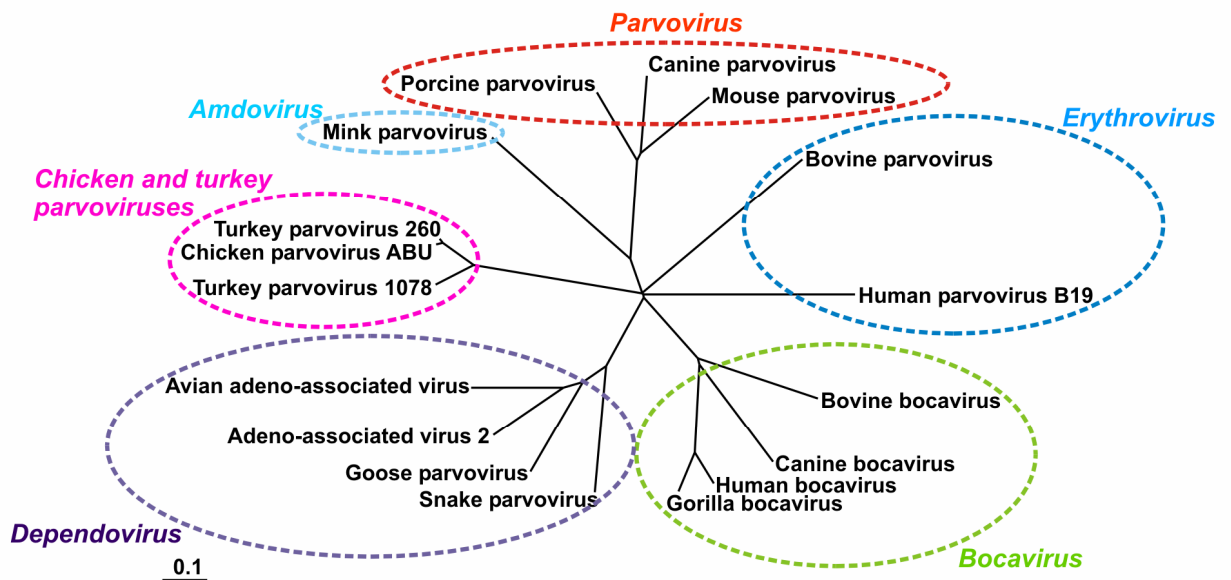 Parvovirus
Canine parvovirus
Porcine parvovirus
Mouse parvovirus
Amdovirus
Mink parvovirus
Erythrovirus
Bovine parvovirus
Chicken and turkey
parvoviruses
Turkey parvovirus 260
Chicken parvovirus ABU
Turkey parvovirus 1078
Human parvovirus B19
Avian adeno-associated virus
Adeno-associated virus 2
Goose parvovirus
Snake parvovirus
Dependovirus
Bovine bocavirus
Canine bocavirus
Human bocavirus
Gorilla bocavirus
Bocavirus
0.1